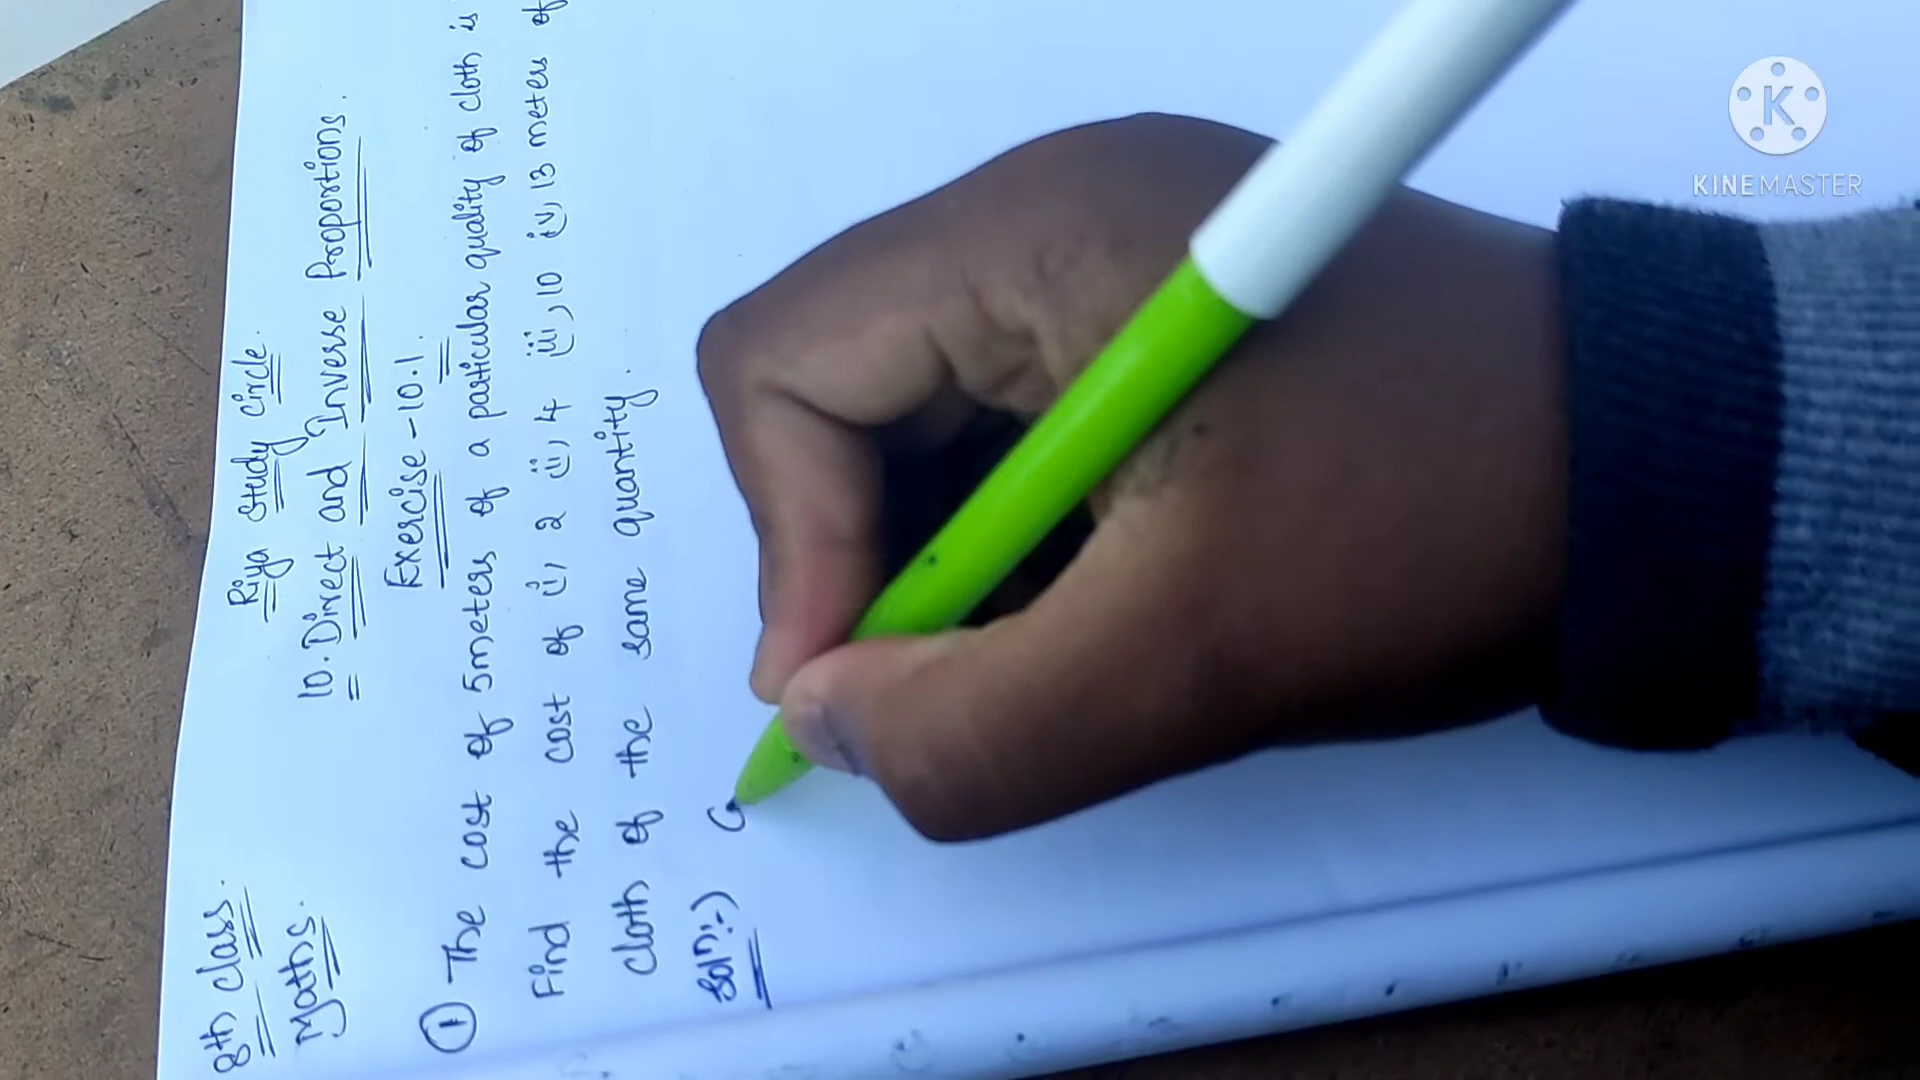 8th class.
Maths.
Riya Study Circle.
10. Direct and Inverse Proportions.
Exercise - 10.1.
① The cost of 5meters of a particular quality of cloth is
Find the cost of (i), 2 (ii), 4 (iii), 10 (iv), 13 meters of
cloth of the same quantity.
Soln:-) G
KINEMASTER